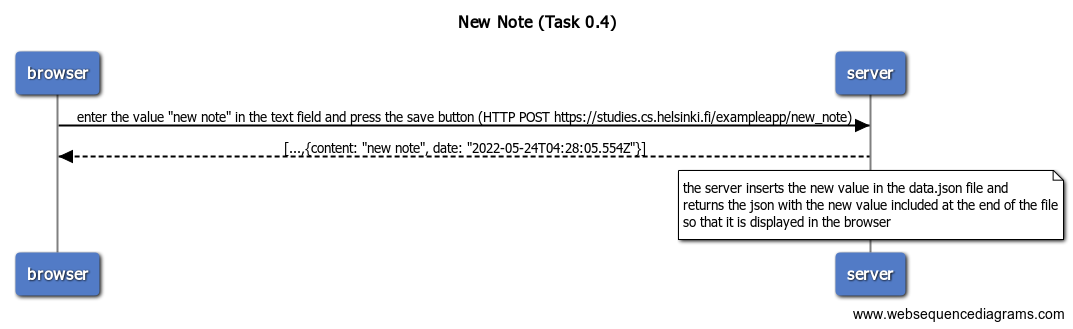 New Note (Task 0.4)
browser
server
enter the value "new note" in the text field and press the save button (HTTP POST https://studies.cs.helsinki.fi/exampleapp/new_note)
[...,{content: "new note", date: "2022-05-24T04:28:05.554Z"}]
the server inserts the new value in the data.json file and
returns the json with the new value included at the end of the file
so that it is displayed in the browser
browser
server
www.websequencediagrams.com